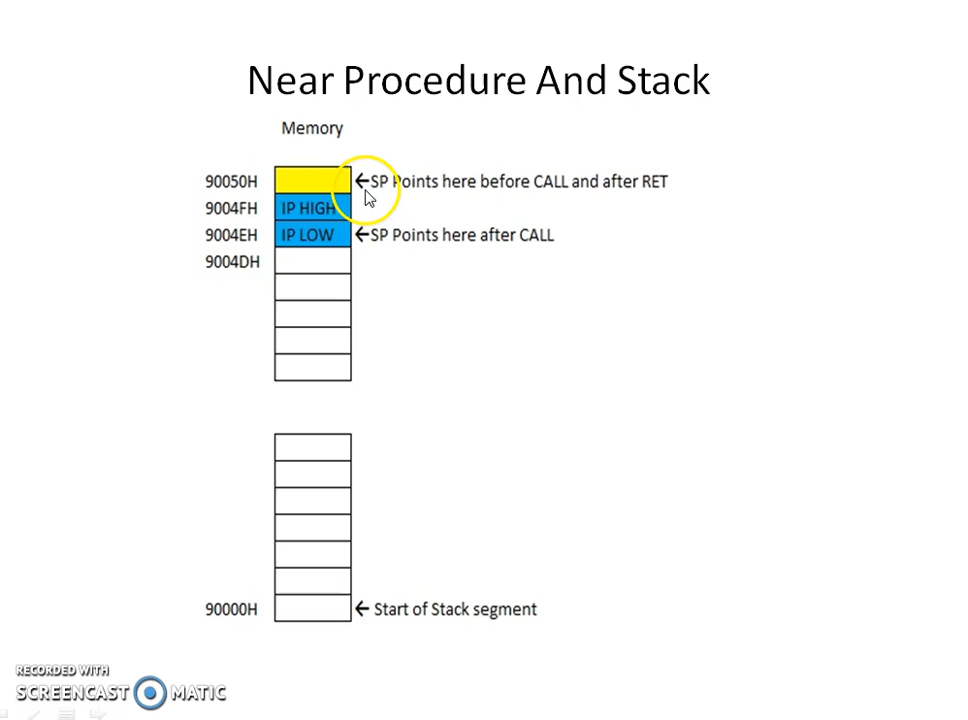 Near Procedure And Stack
Memory
90050H ←SP Points here before CALL and after RET
9004FH IP HIGH
9004EH IP LOW ←SP Points here after CALL
9004DH
90000H ← Start of Stack segment
RECORDED WITH
SCREENCAST MATIC